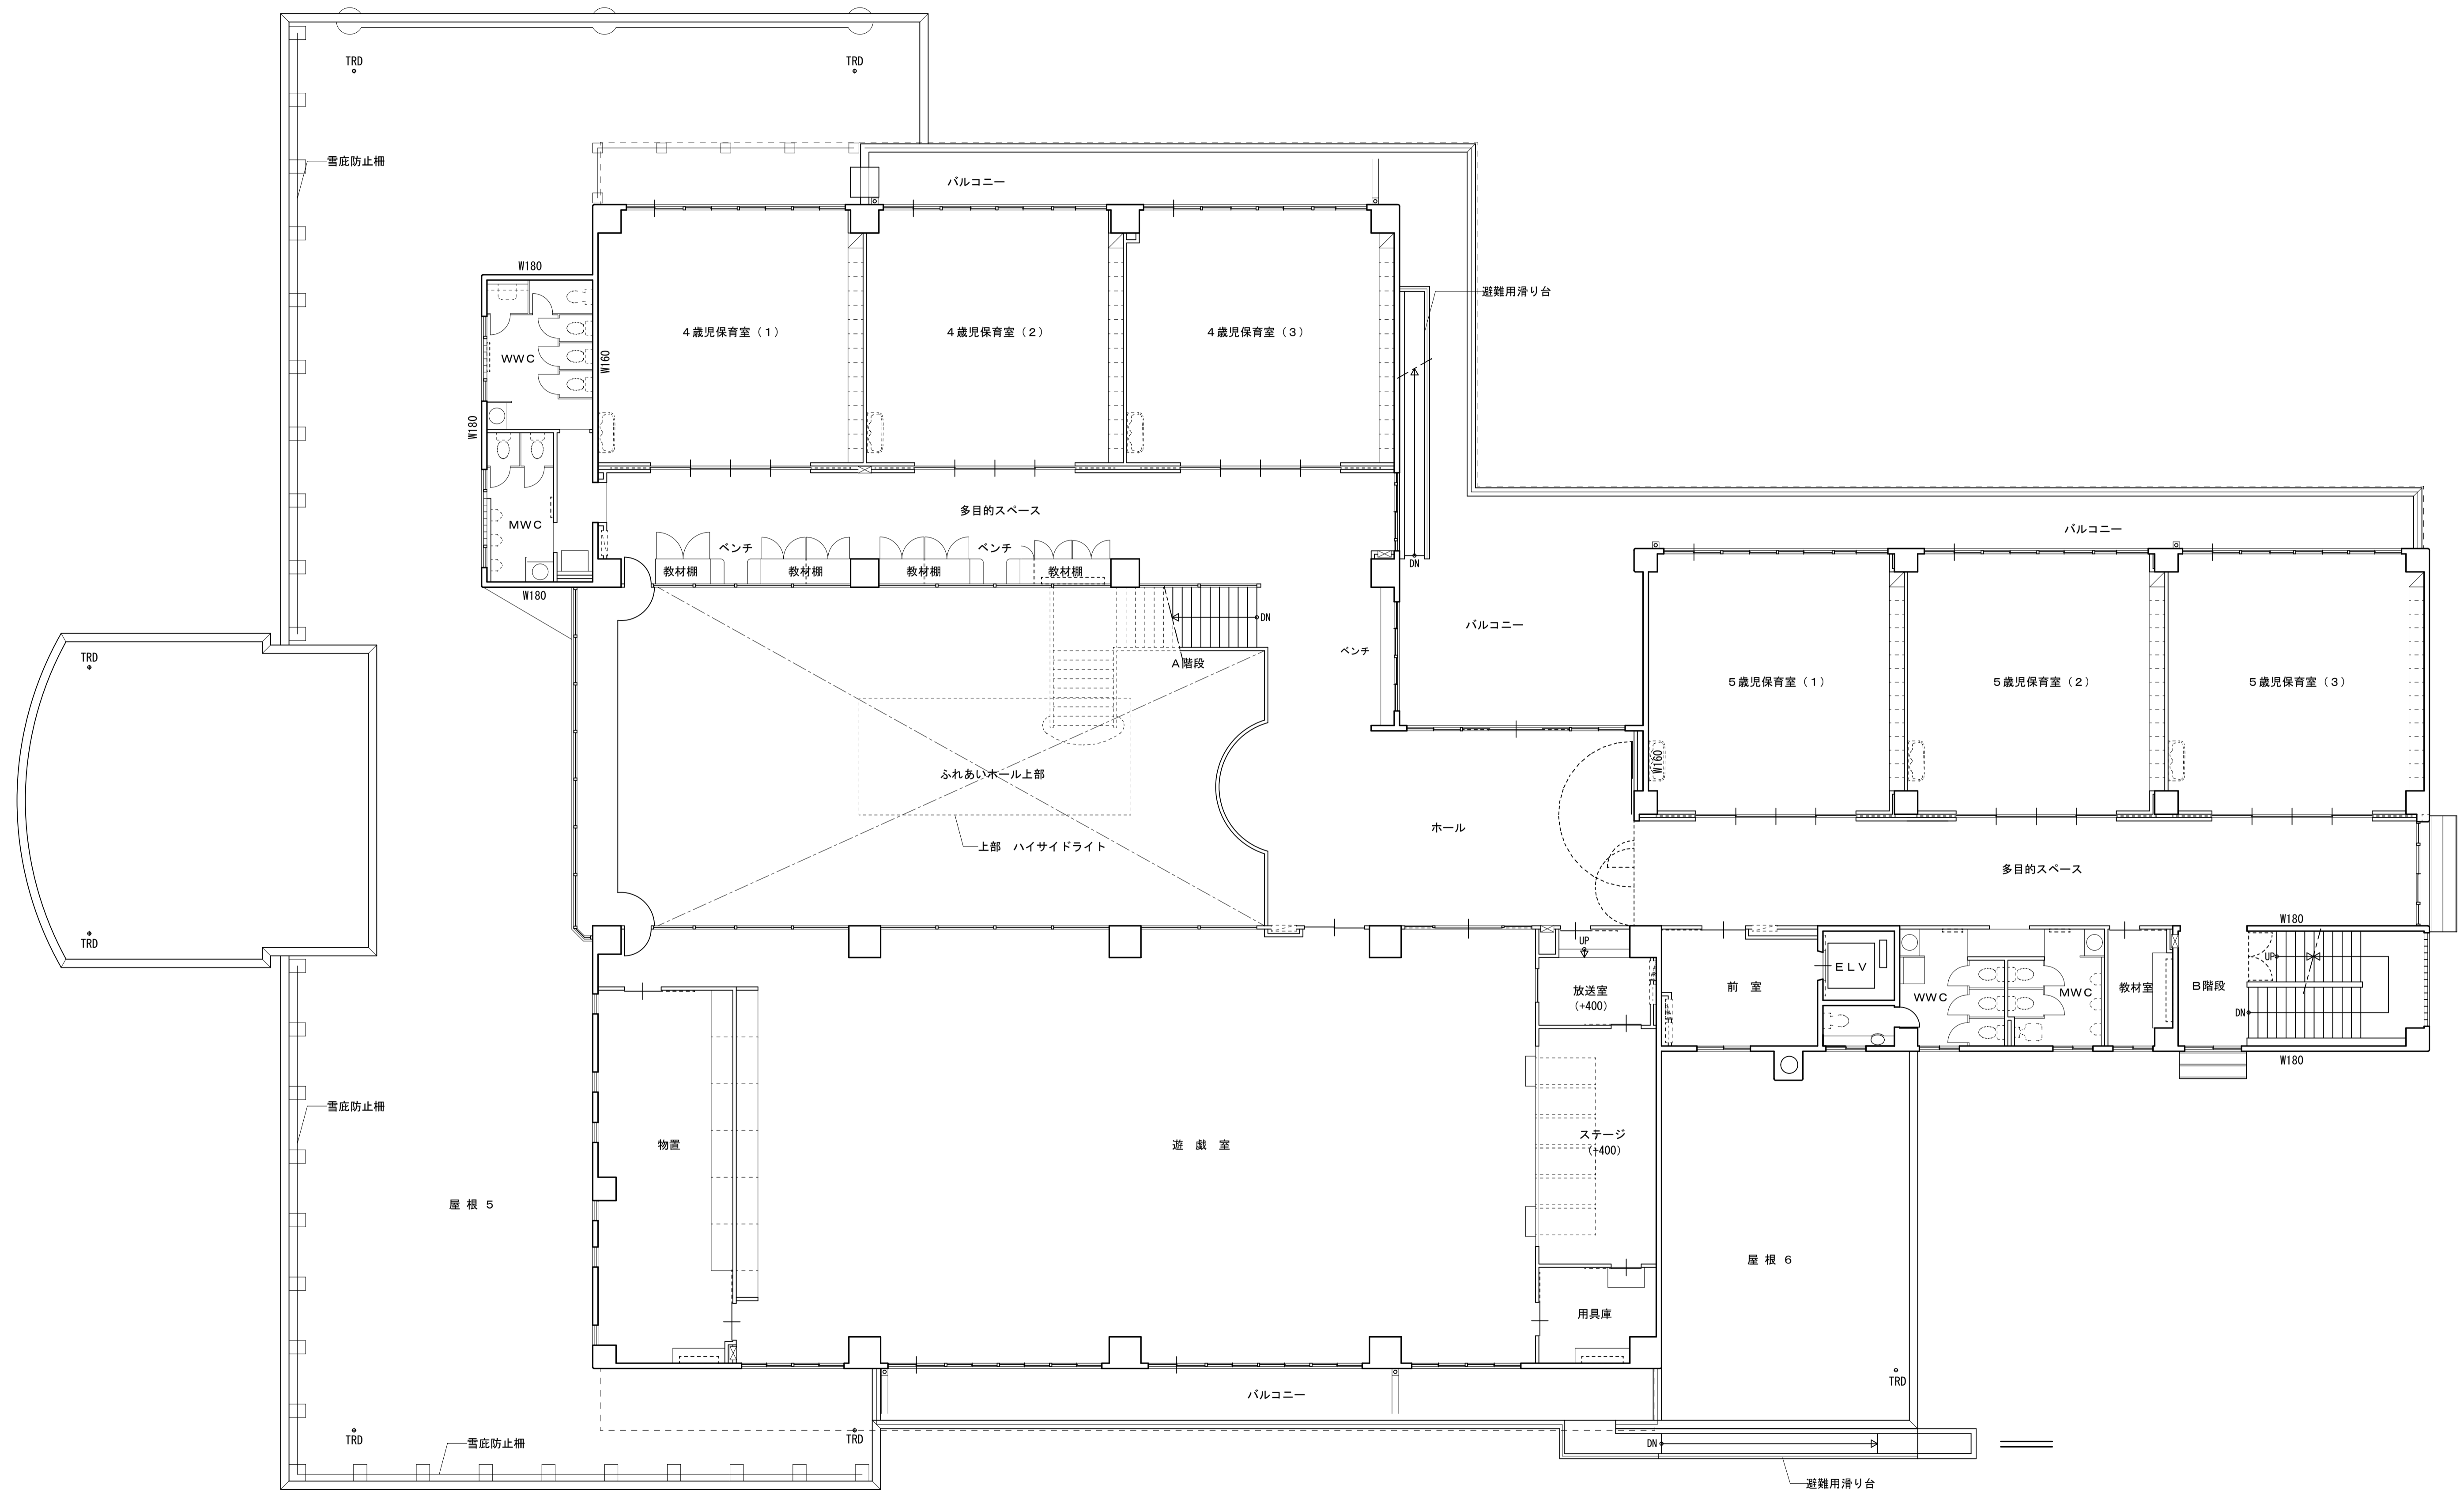 TRD
TRD
雪庇防止柵
バルコニー
W180
避難用滑り台
4歳児保育室（1）
4歳児保育室（2）
4歳児保育室（3）
WWC
W160
W180
多目的スペース
MWC
バルコニー
ベンチ
ベンチ
DN
教材棚
教材棚
教材棚
教材棚
W180
DN
バルコニー
ベンチ
TRD
A階段
5歳児保育室（1）
5歳児保育室（2）
5歳児保育室（3）
W160
ふれあいホール上部
ホール
上部　ハイサイドライト
多目的スペース
W180
TRD
UP
UP
ELV
前　室
放送室
(+400)
WWC
MWC
教材室
B階段
DN
W180
雪庇防止柵
物置
遊　戯　室
ステージ
(+400)
屋 根 5
屋 根 6
用具庫
TRD
バルコニー
TRD
TRD
雪庇防止柵
DN
避難用滑り台